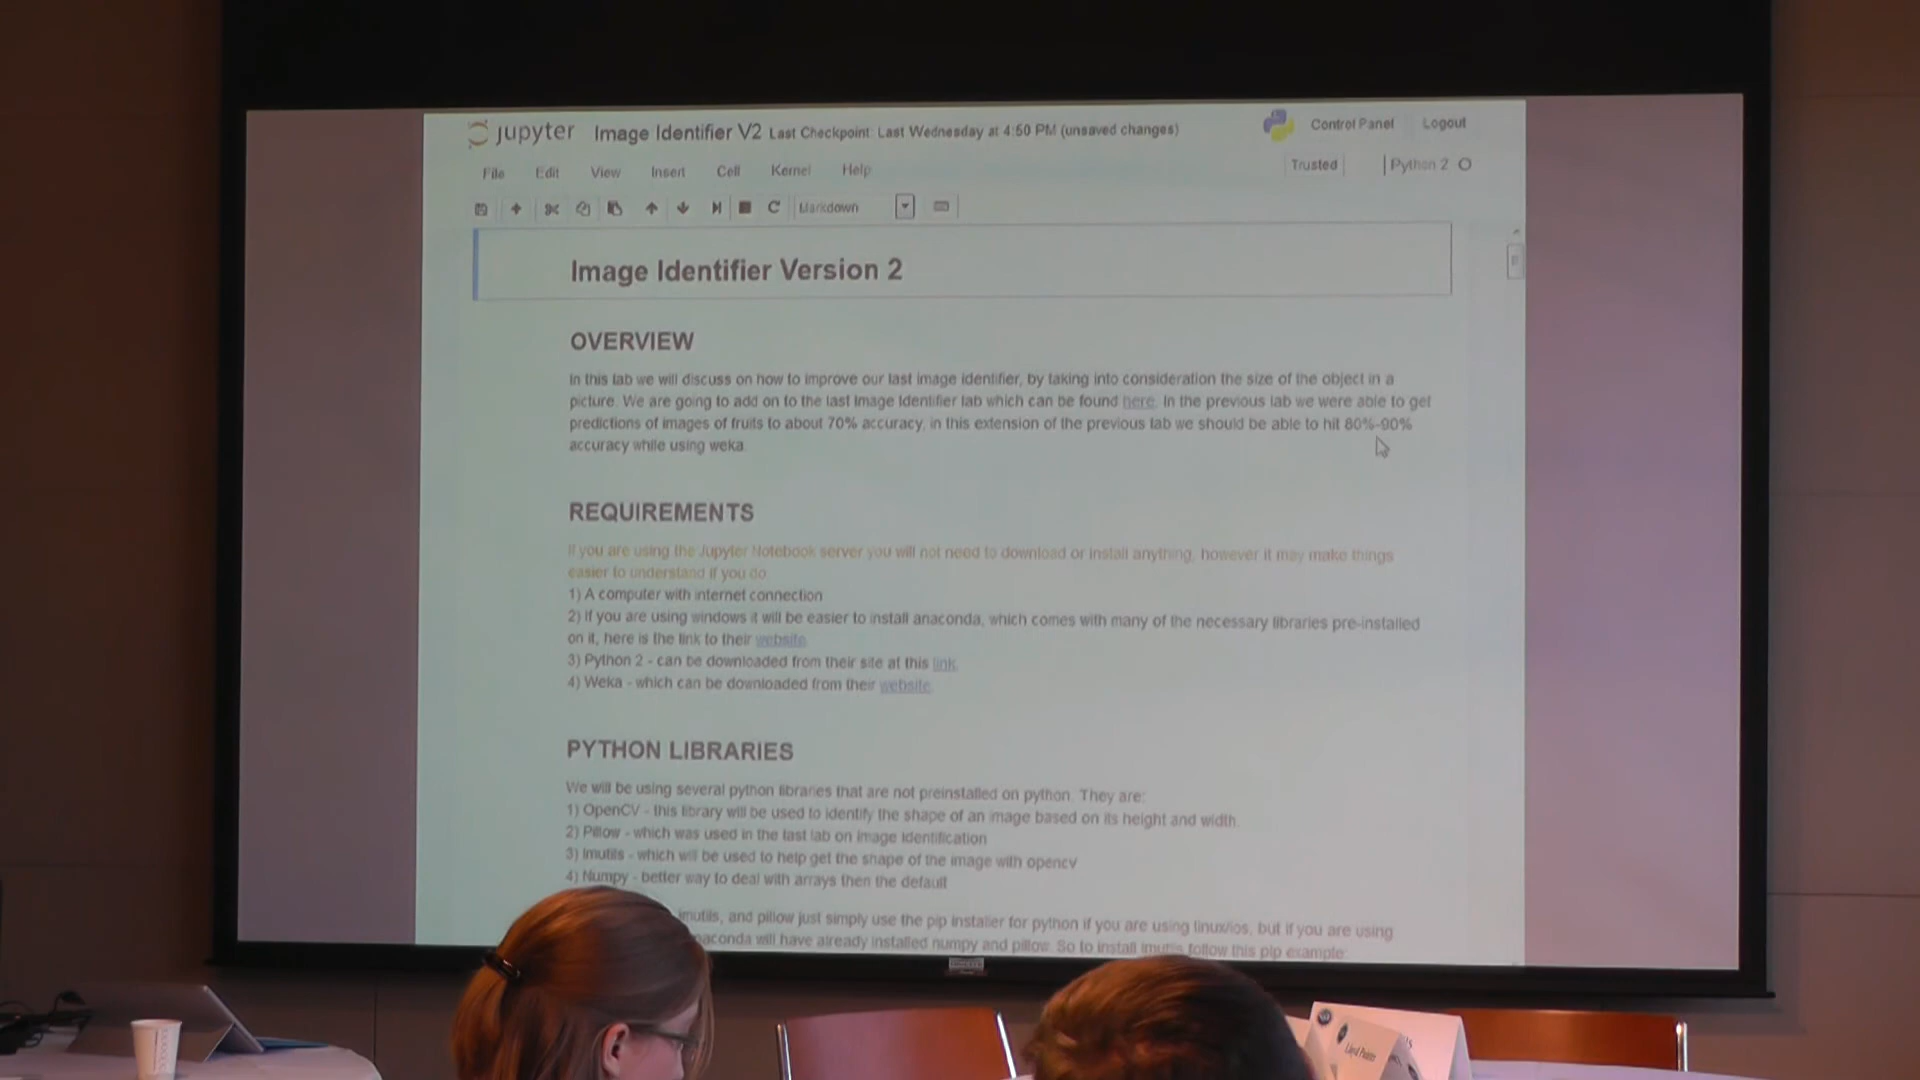 jupyter Image Identifier V2 Last Checkpoint: Last Wednesday at 4:50 PM (unsaved changes) Control Panel Logout
File Edit View Insert Cell Kernel Help Trusted Python 2
Markdown
Image Identifier Version 2
OVERVIEW
In this lab we will discuss on how to improve our last image identifier, by taking into consideration the size of the object in a
picture. We are going to add on to the last Image Identifier lab which can be found here. In the previous lab we were able to get
predictions of images of fruits to about 70% accuracy, in this extension of the previous lab we should be able to hit 80%-90%
accuracy while using weka.
REQUIREMENTS
If you are using the Jupyter Notebook server you will not need to download or install anything, however it may make things
easier to understand if you do.
1) A computer with internet connection
2) If you are using windows it will be easier to install anaconda, which comes with many of the necessary libraries pre-installed
on it, here is the link to their website
3) Python 2 - can be downloaded from their site at this link
4) Weka - which can be downloaded from their website
PYTHON LIBRARIES
We will be using several python libraries that are not preinstalled on python. They are:
1) OpenCV - this library will be used to identify the shape of an image based on its height and width.
2) Pillow - which was used in the last lab on Image Identification
3) Imutils - which will be used to help get the shape of the image with opencv
4) Numpy - better way to deal with arrays then the default
imutils, and pillow just simply use the pip installer for python if you are using linux/ios, but if you are using
naconda will have already installed numpy and pillow. So to install imutils follow this pip example: